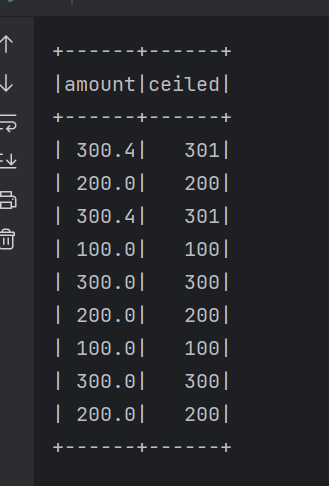 +------+------+
|amount|ceiled|
+------+------+
| 300.4|   301|
| 200.0|   200|
| 300.4|   301|
| 100.0|   100|
| 300.0|   300|
| 200.0|   200|
| 100.0|   100|
| 300.0|   300|
| 200.0|   200|
+------+------+